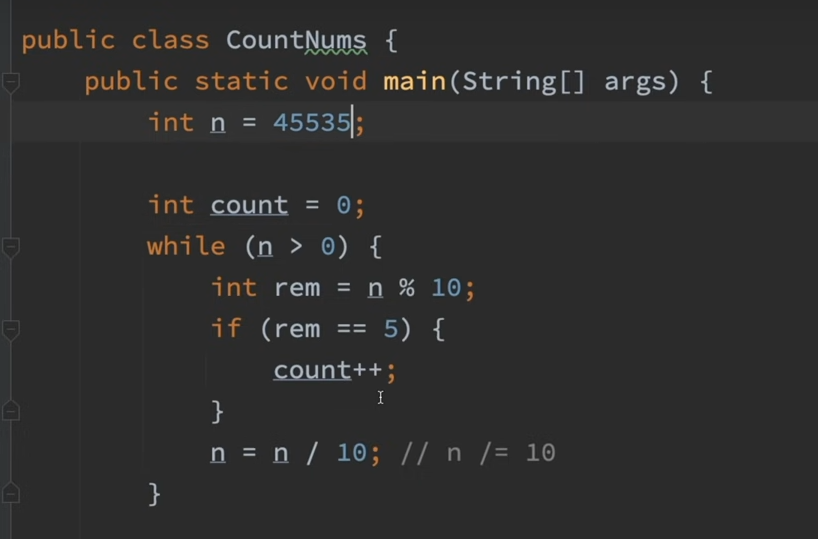 public class CountNums {
public static void main(String[] args) {
int n = 45535;
int count = 0;
while (n > 0) {
int rem = n % 10;
if (rem == 5) {
count++;
}
n = n / 10; // n /= 10
}